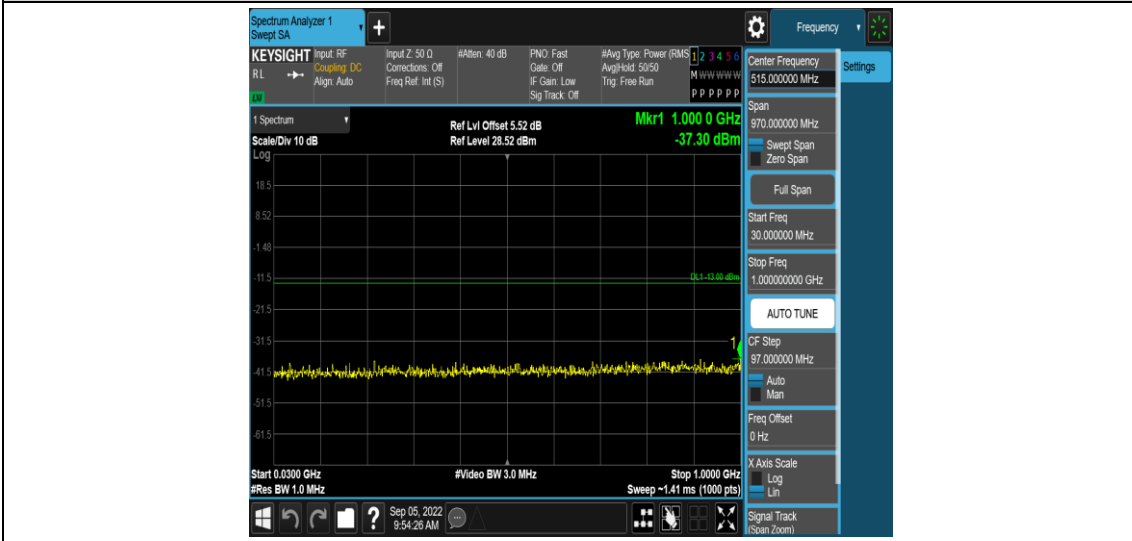 Spectrum Analyzer 1
Swept SA
+
Frequency
KEYSIGHT
RL
Input: RF
Coupling: DC
Align: Auto
Input Z: 50 Ω
Corrections: Off
Freq Ref: Int (S)
#Atten: 40 dB
PNO: Fast
Gate: Off
IF Gain: Low
Sig Track: Off
#Avg Type: Power (RMS
Avg|Hold: 50/50
Trig: Free Run
1 2 3 4 5 6
M W W W W W
P P P P P P
1 Spectrum
Scale/Div 10 dB
Ref Lvl Offset 5.52 dB
Ref Level 28.52 dBm
Mkr1 1.000 0 GHz
-37.30 dBm
Log
18.5
8.52
-1.48
-11.5
-21.5
-31.5
-41.5
-51.5
-61.5
DL1 -13.00 dBm
1
Start 0.0300 GHz
#Res BW 1.0 MHz
#Video BW 3.0 MHz
Stop 1.0000 GHz
Sweep ~1.41 ms (1000 pts)
?
Sep 05, 2022
9:54:26 AM
Center Frequency
515.000000 MHz
Settings
Span
970.000000 MHz
Swept Span
Zero Span
Full Span
Start Freq
30.000000 MHz
Stop Freq
1.000000000 GHz
AUTO TUNE
CF Step
97.000000 MHz
Auto
Man
Freq Offset
0 Hz
X Axis Scale
Log
Lin
Signal Track
(Span Zoom)